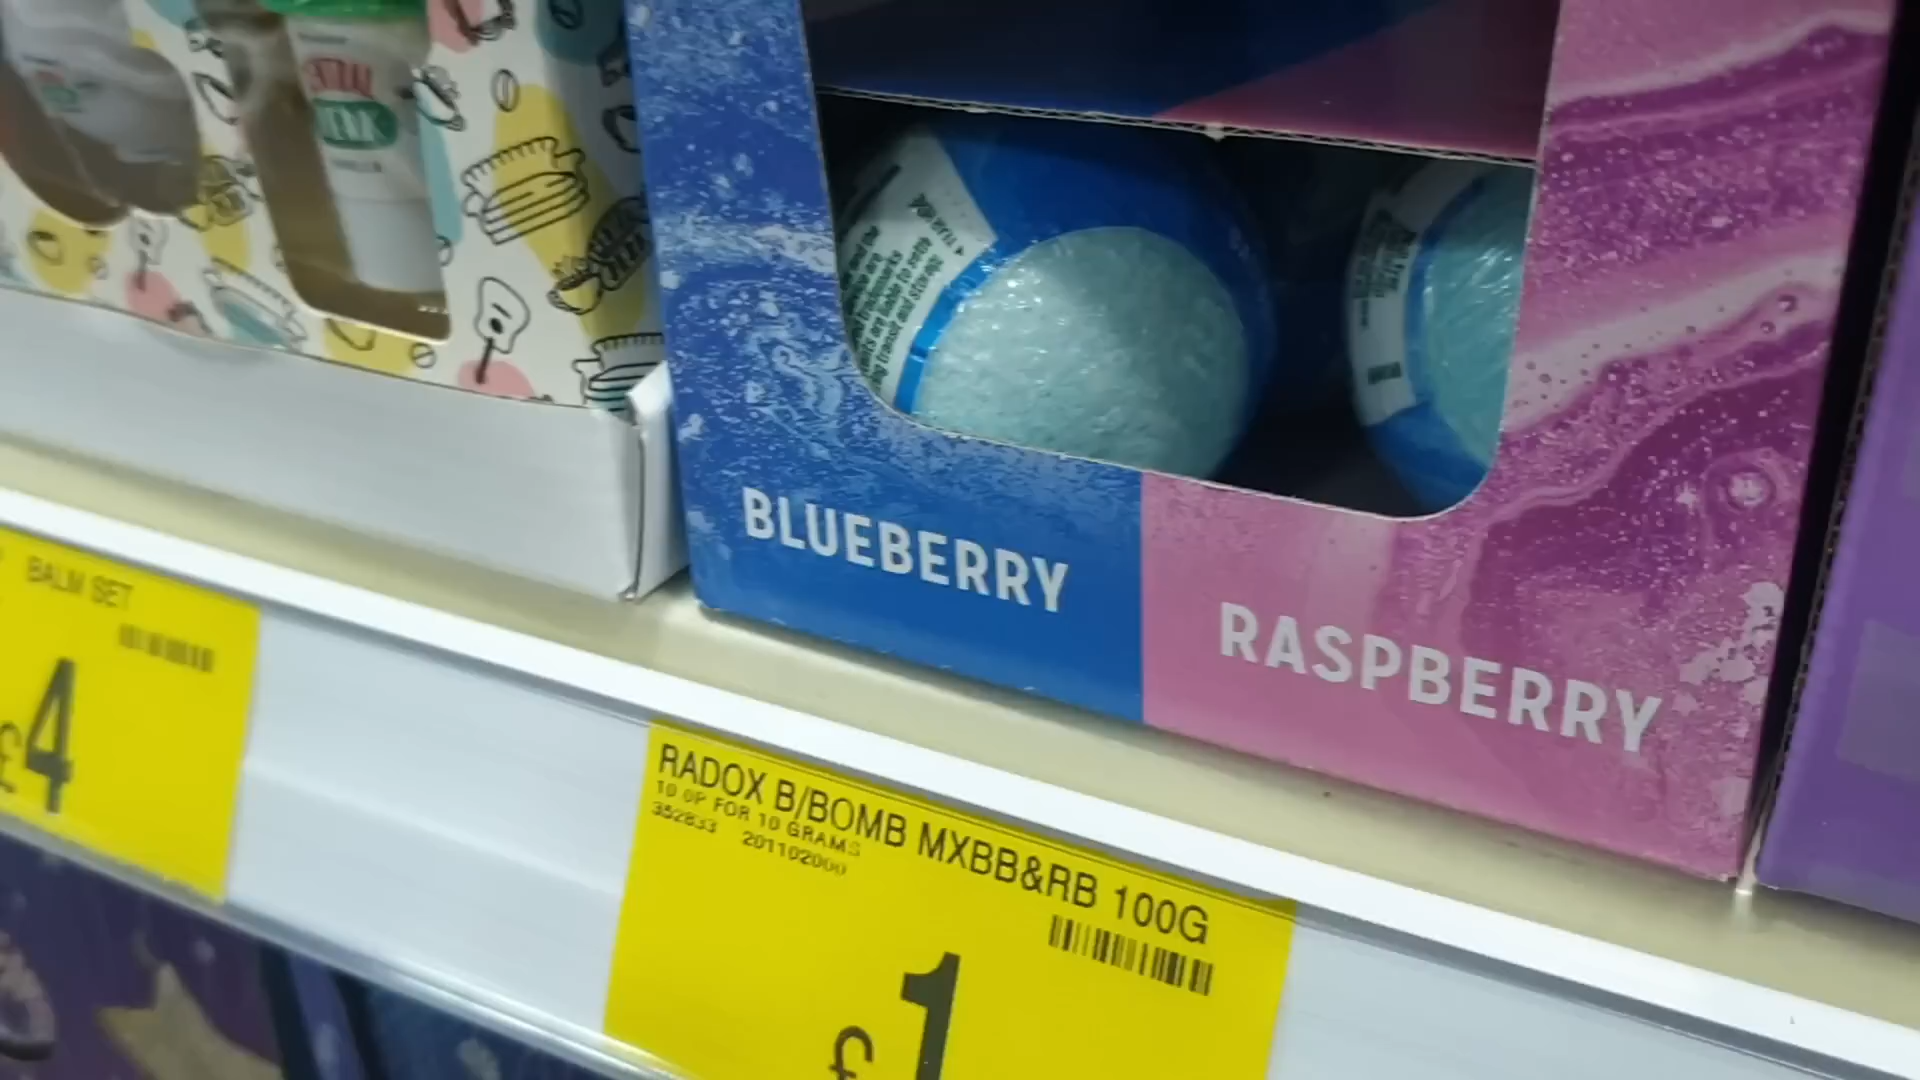 BLUEBERRY
RASPBERRY
BALM SET
£4
RADOX B/BOMB MXBB&RB 100G
10.0P FOR 10 GRAMS
352833 201102000
£1